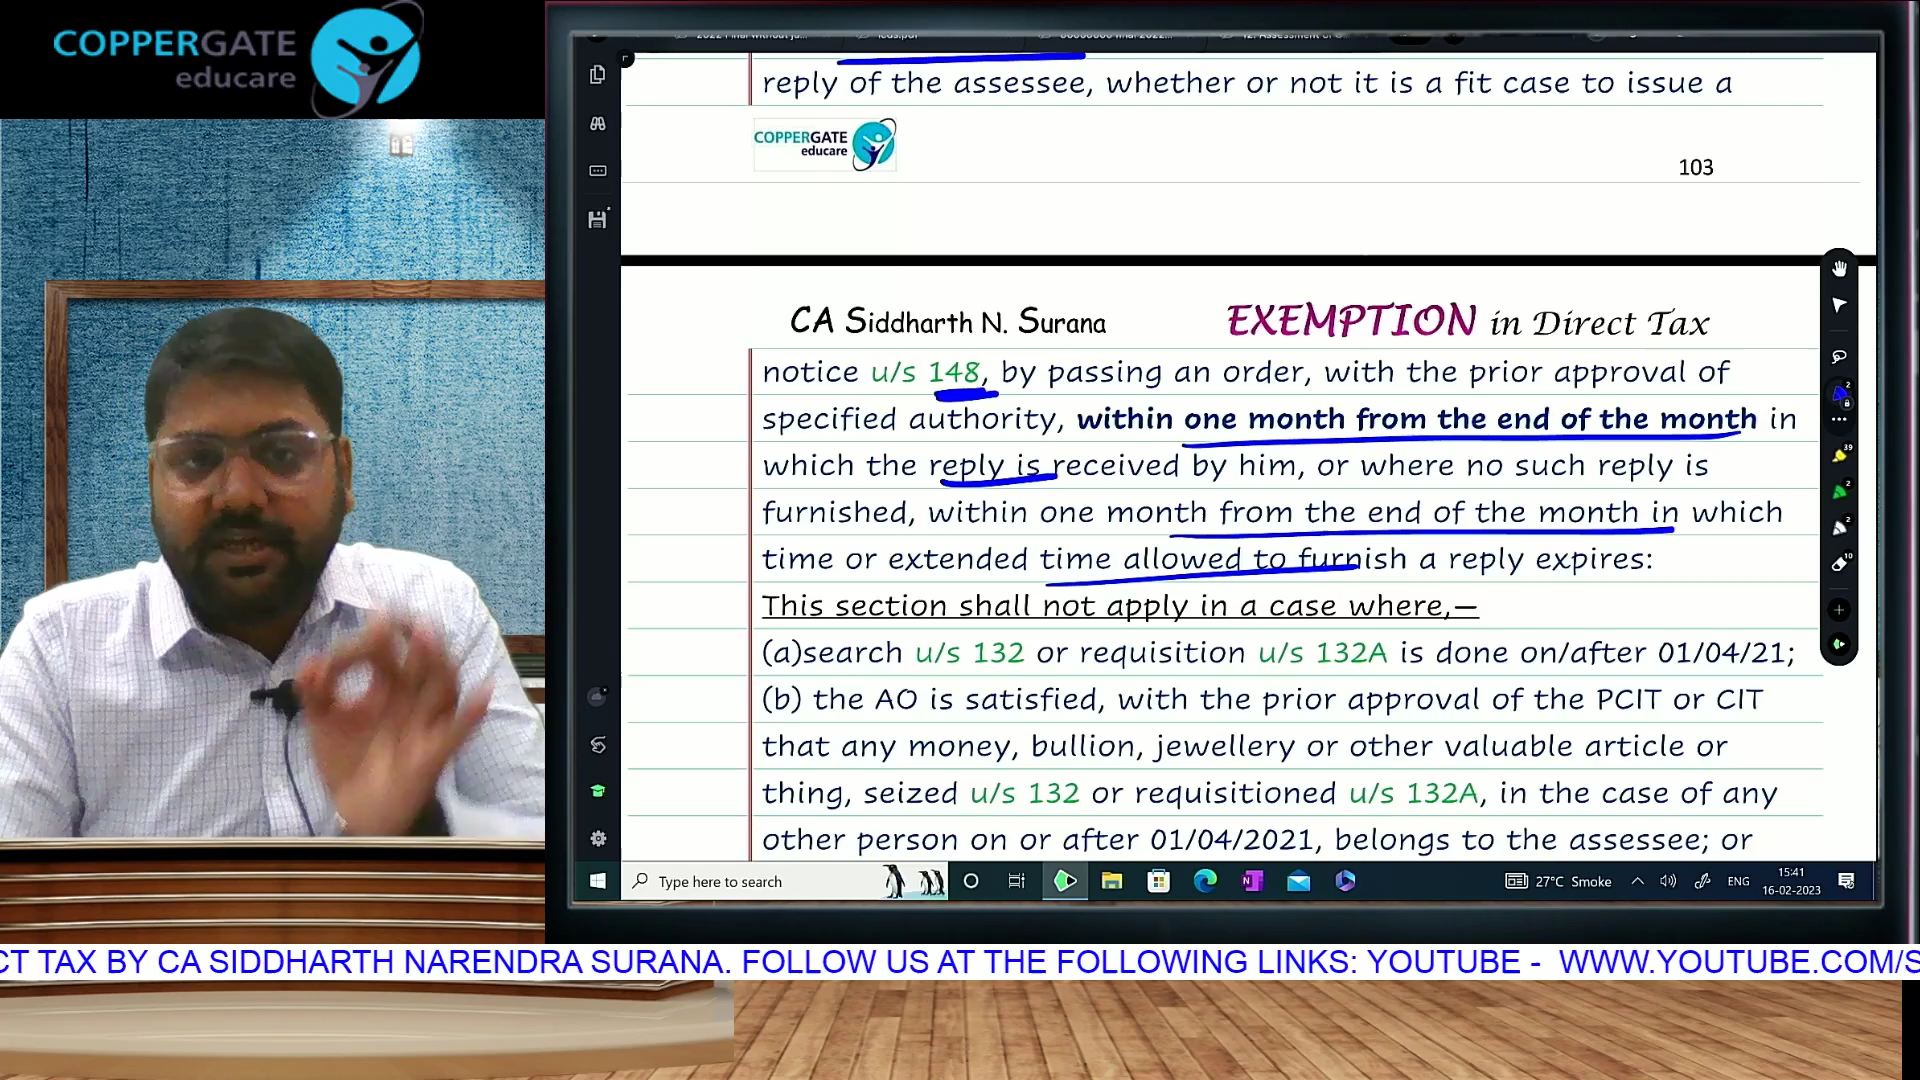 COPPERGATE
educare
reply of the assessee, whether or not it is a fit case to issue a
COPPERGATE
educare
103
CA Siddharth N. Surana
EXEMPTION in Direct Tax
notice u/s 148, by passing an order, with the prior approval of
specified authority, within one month from the end of the month in
which the reply is received by him, or where no such reply is
furnished, within one month from the end of the month in which
time or extended time allowed to furnish a reply expires:
This section shall not apply in a case where,—
(a)search u/s 132 or requisition u/s 132A is done on/after 01/04/21;
(b) the AO is satisfied, with the prior approval of the PCIT or CIT
that any money, bullion, jewellery or other valuable article or
thing, seized u/s 132 or requisitioned u/s 132A, in the case of any
other person on or after 01/04/2021, belongs to the assessee; or
Type here to search
27°C Smoke
ENG
15:41
16-02-2023
CT TAX BY CA SIDDHARTH NARENDRA SURANA. FOLLOW US AT THE FOLLOWING LINKS: YOUTUBE - WWW.YOUTUBE.COM/S